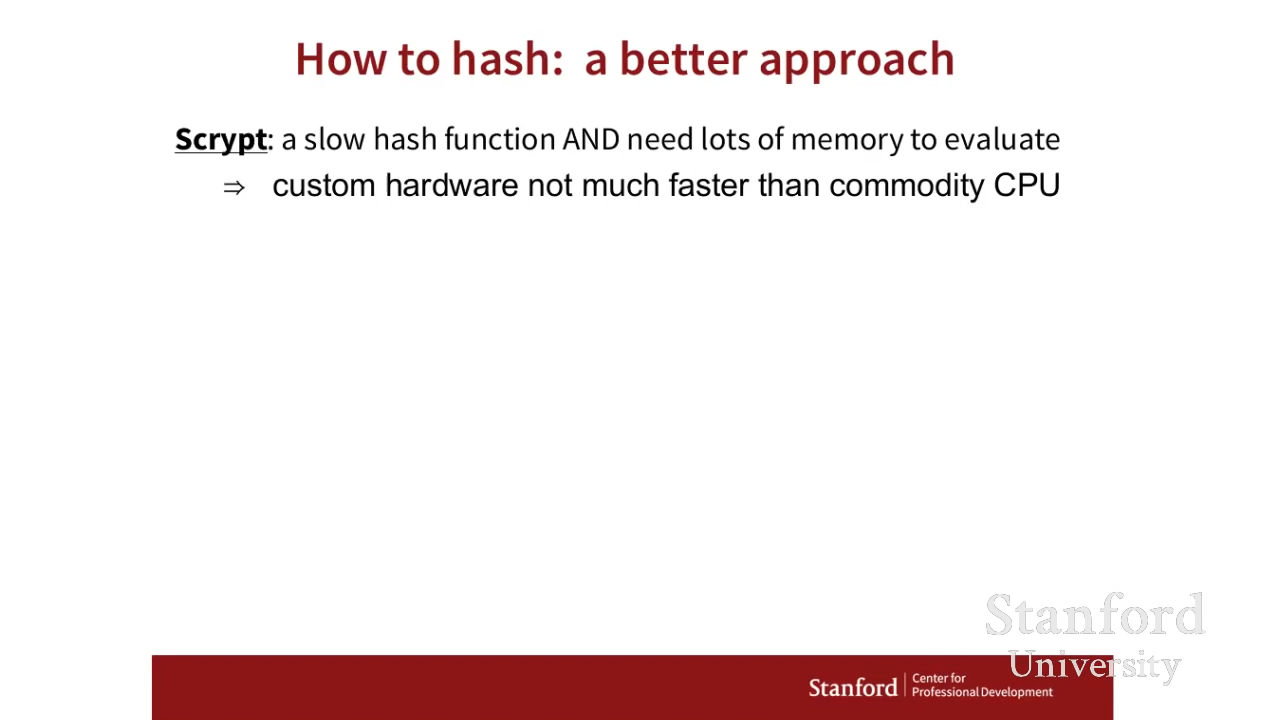 How to hash: a better approach
Scrypt: a slow hash function AND need lots of memory to evaluate
⇒ custom hardware not much faster than commodity CPU
Stanford
University
Stanford
Center for
Professional Development